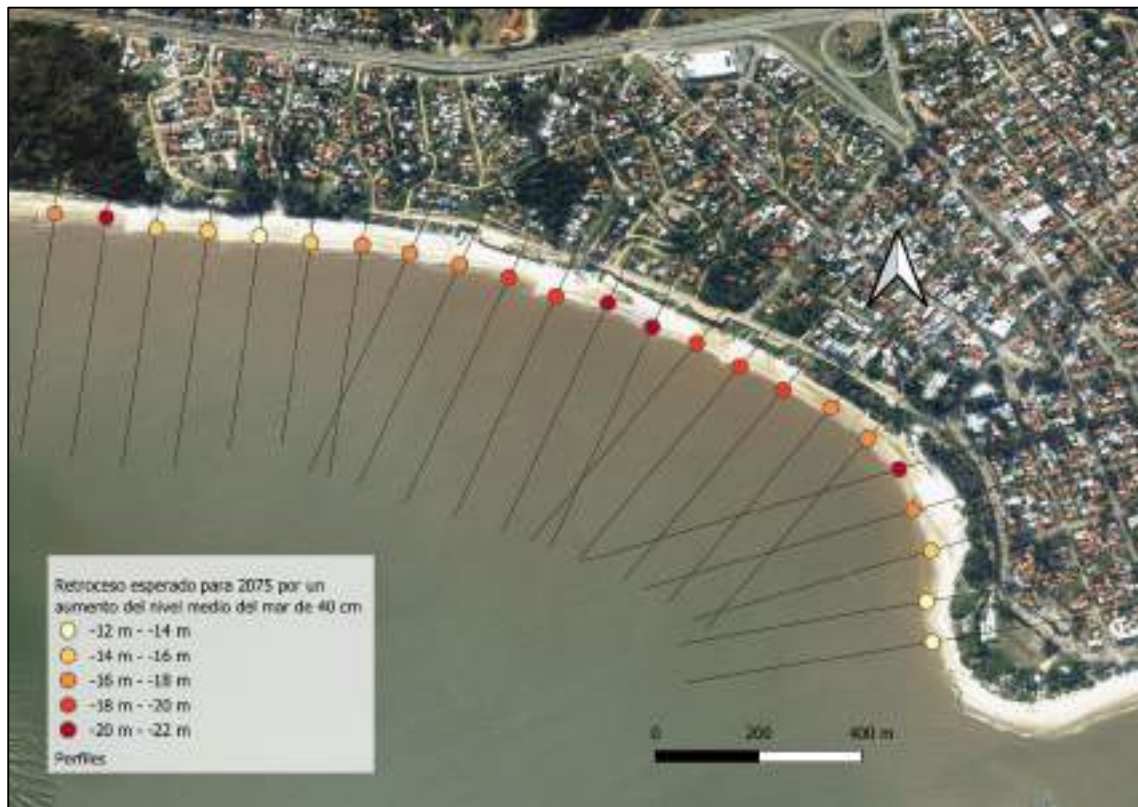 Retroceso esperado para 2075 por un
aumento del nivel medio del mar de 40 cm
-12 m - -14 m
-14 m - -16 m
-16 m - -18 m
-18 m - -20 m
-20 m - -22 m
Perfiles
0 200 400 m